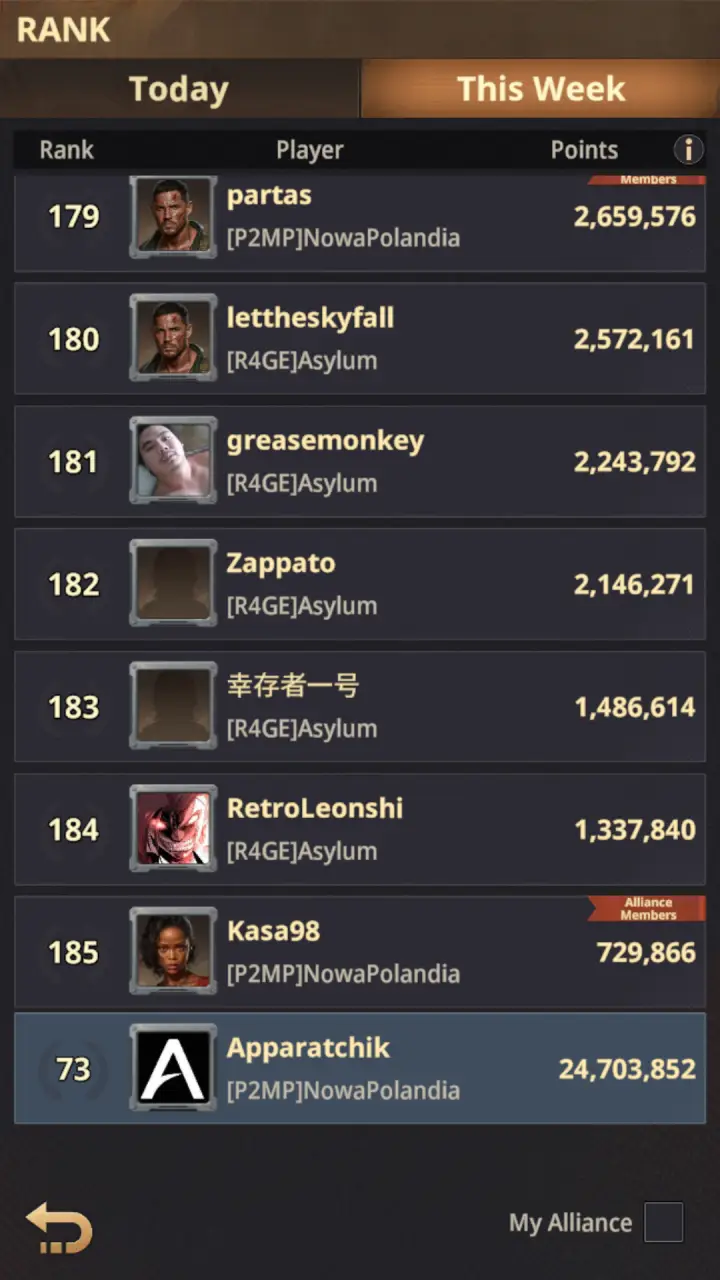 RANK
Today
This Week
Rank
Player
Points
i
Members
179
partas
[P2MP]NowaPolandia
2,659,576
180
lettheskyfall
[R4GE]Asylum
2,572,161
181
greasemonkey
[R4GE]Asylum
2,243,792
182
Zappato
[R4GE]Asylum
2,146,271
183
幸存者一号
[R4GE]Asylum
1,486,614
184
RetroLeonshi
[R4GE]Asylum
1,337,840
Alliance
Members
185
Kasa98
[P2MP]NowaPolandia
729,866
73
A
Apparatchik
[P2MP]NowaPolandia
24,703,852
My Alliance